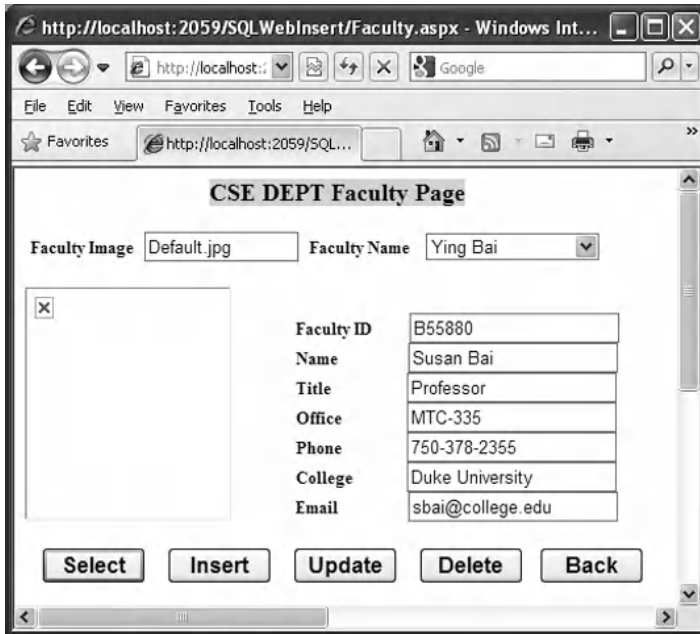 http://localhost:2059/SQLWebInsert/Faculty.aspx - Windows Int...
http://localhost:2 Google
File Edit View Favorites Tools Help
Favorites http://localhost:2059/SQL... »
CSE DEPT Faculty Page
Faculty Image Default.jpg Faculty Name Ying Bai
Faculty ID B55880
Name Susan Bai
Title Professor
Office MTC-335
Phone 750-378-2355
College Duke University
Email sbai@college.edu
Select Insert Update Delete Back